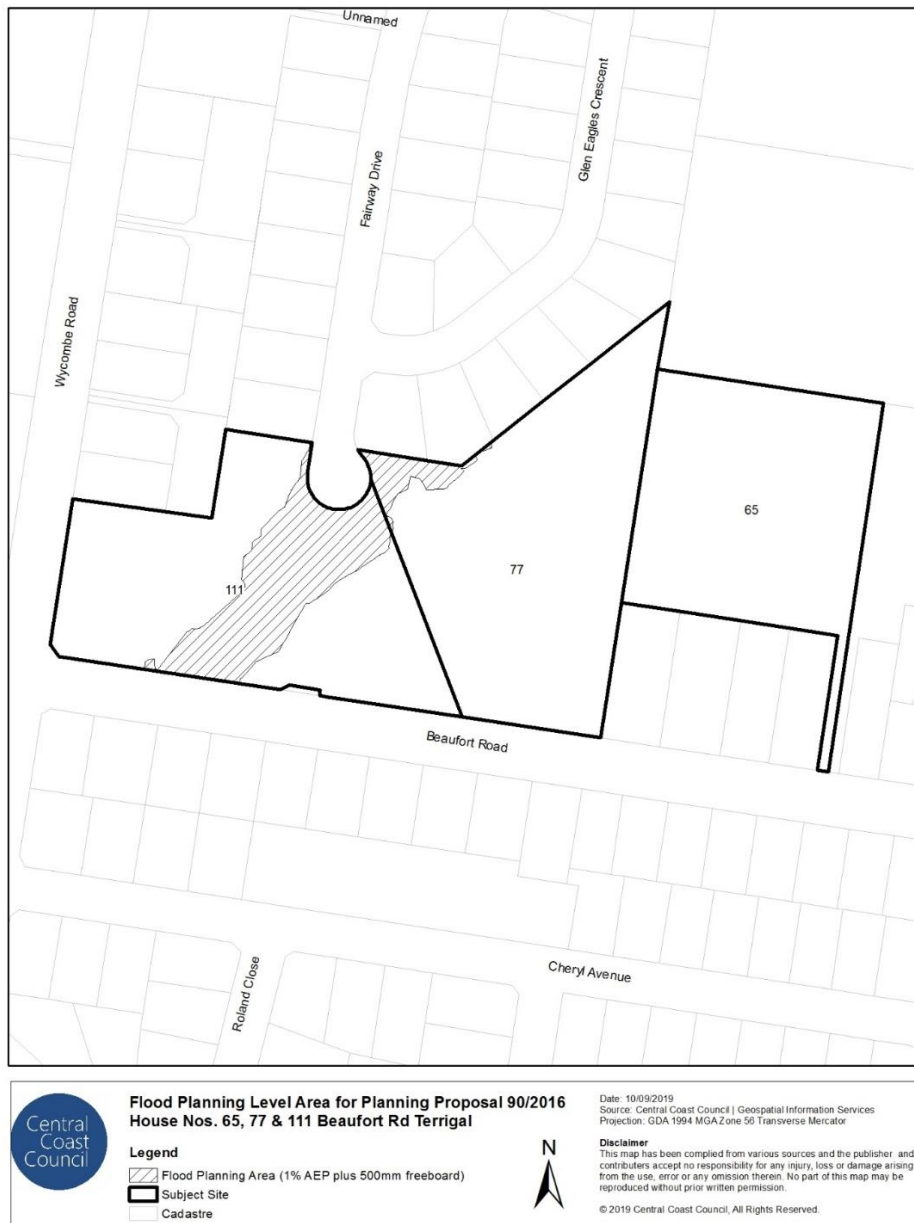 Unnamed
Glen Eagles Crescent
Fairway Drive
Wycombe Road
65
77
111
Beaufort Road
Cheryl Avenue
Roland Close
Central
Coast
Council
Flood Planning Level Area for Planning Proposal 90/2016
House Nos. 65, 77 & 111 Beaufort Rd Terrigal
Legend
Flood Planning Area (1% AEP plus 500mm freeboard)
Subject Site
Cadastre
N
Date: 10/09/2019
Source: Central Coast Council | Geospatial Information Services
Projection: GDA 1994 MGA Zone 56 Transverse Mercator
Disclaimer
This map has been complied from various sources and the publisher and/
contributers accept no responsibility for any injury, loss or damage arising
from the use, error or any omission therein. No part of this map may be
reproduced without prior written permission.
© 2019 Central Coast Council, All Rights Reserved.